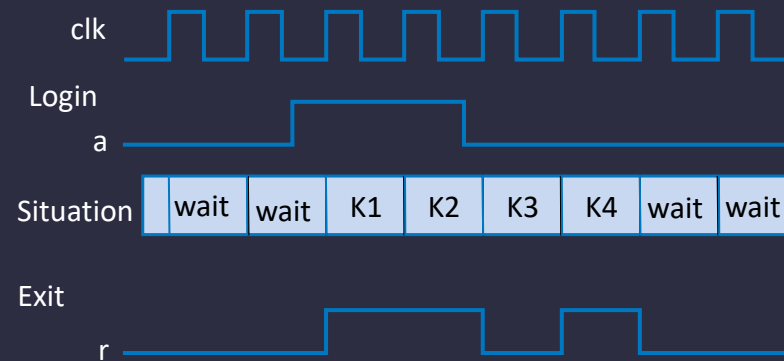 clk
Login
a
Situation wait wait K1 K2 K3 K4 wait wait
Exit
r